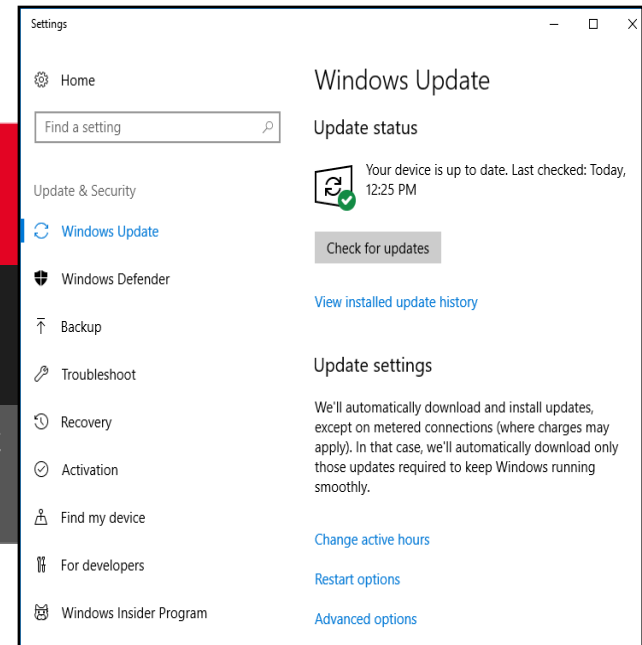 Settings
Home
Find a setting
Update & Security
Windows Update
Windows Defender
Backup
Troubleshoot
Recovery
Activation
Find my device
For developers
Windows Insider Program
Windows Update
Update status
Your device is up to date. Last checked: Today,
12:25 PM
Check for updates
View installed update history
Update settings
We'll automatically download and install updates,
except on metered connections (where charges may
apply). In that case, we'll automatically download only
those updates required to keep Windows running
smoothly.
Change active hours
Restart options
Advanced options